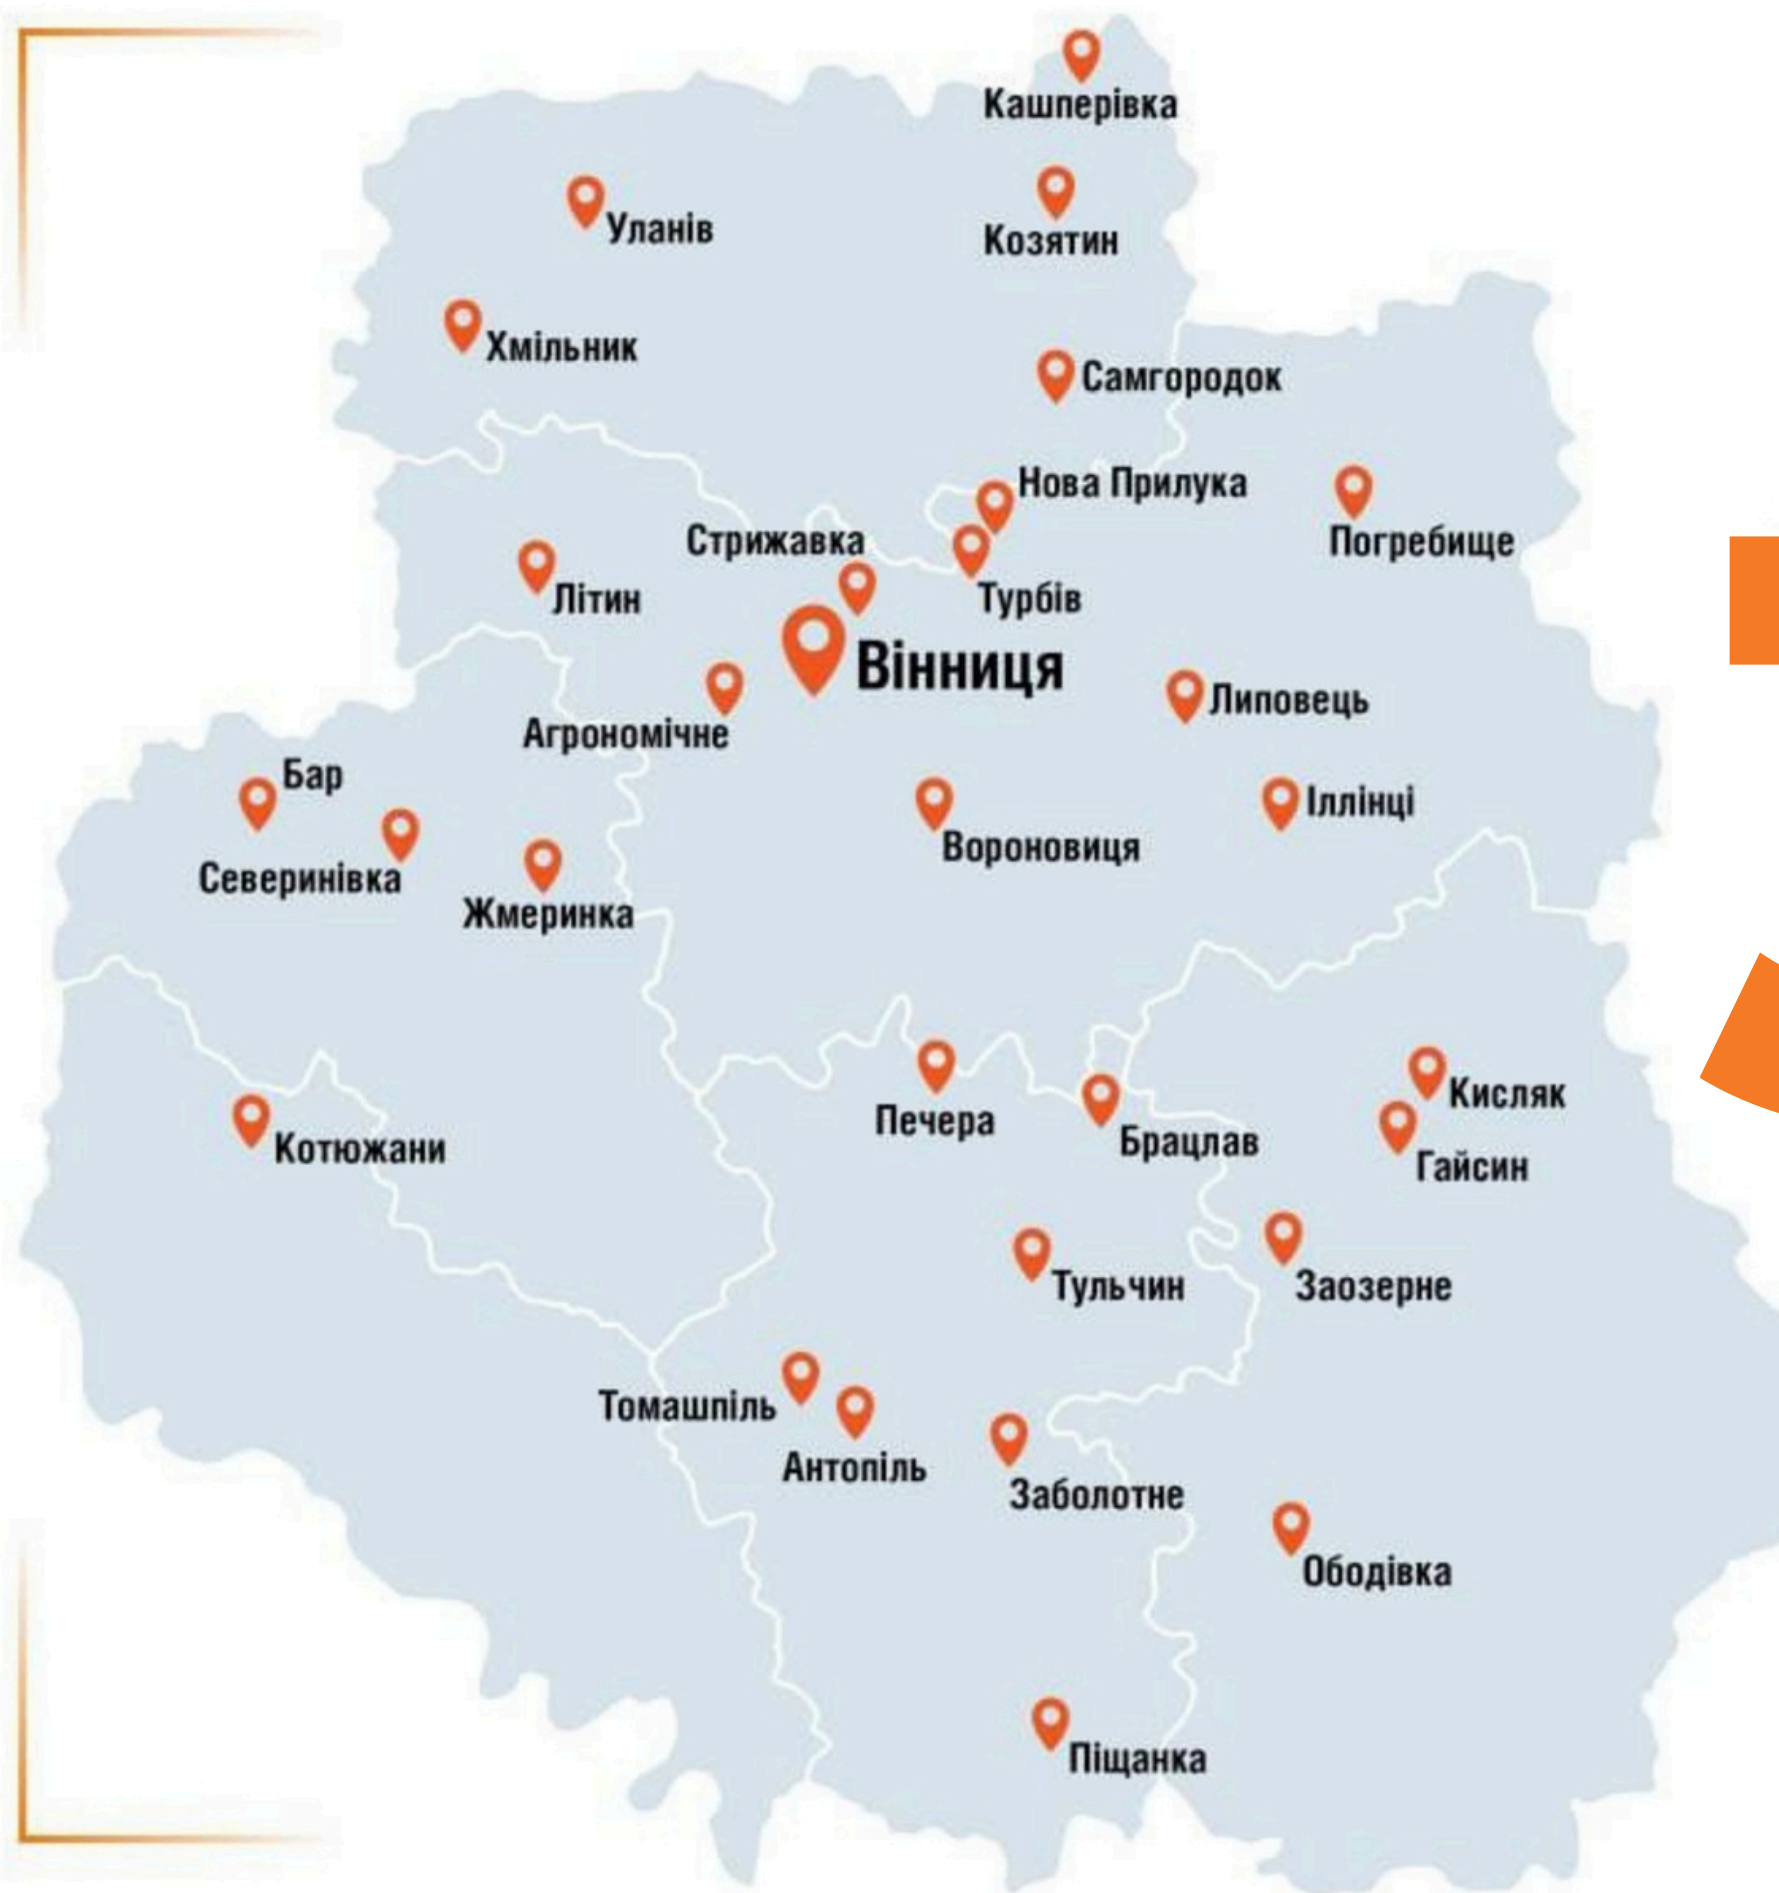 Кашперівка
Козятин
Уланів
Хмільник
Самгородок
Нова Прилука
Погребище
Стрижавка
Турбів
Літин
Вінниця
Липовець
Агрономічне
Бар
Іллінці
Вороновиця
Северинівка
Жмеринка
Кисляк
Печера
Брацлав
Котюжани
Гайсин
Тульчин
Заозерне
Томашпіль
Антопіль
Заболотне
Ободівка
Піщанка